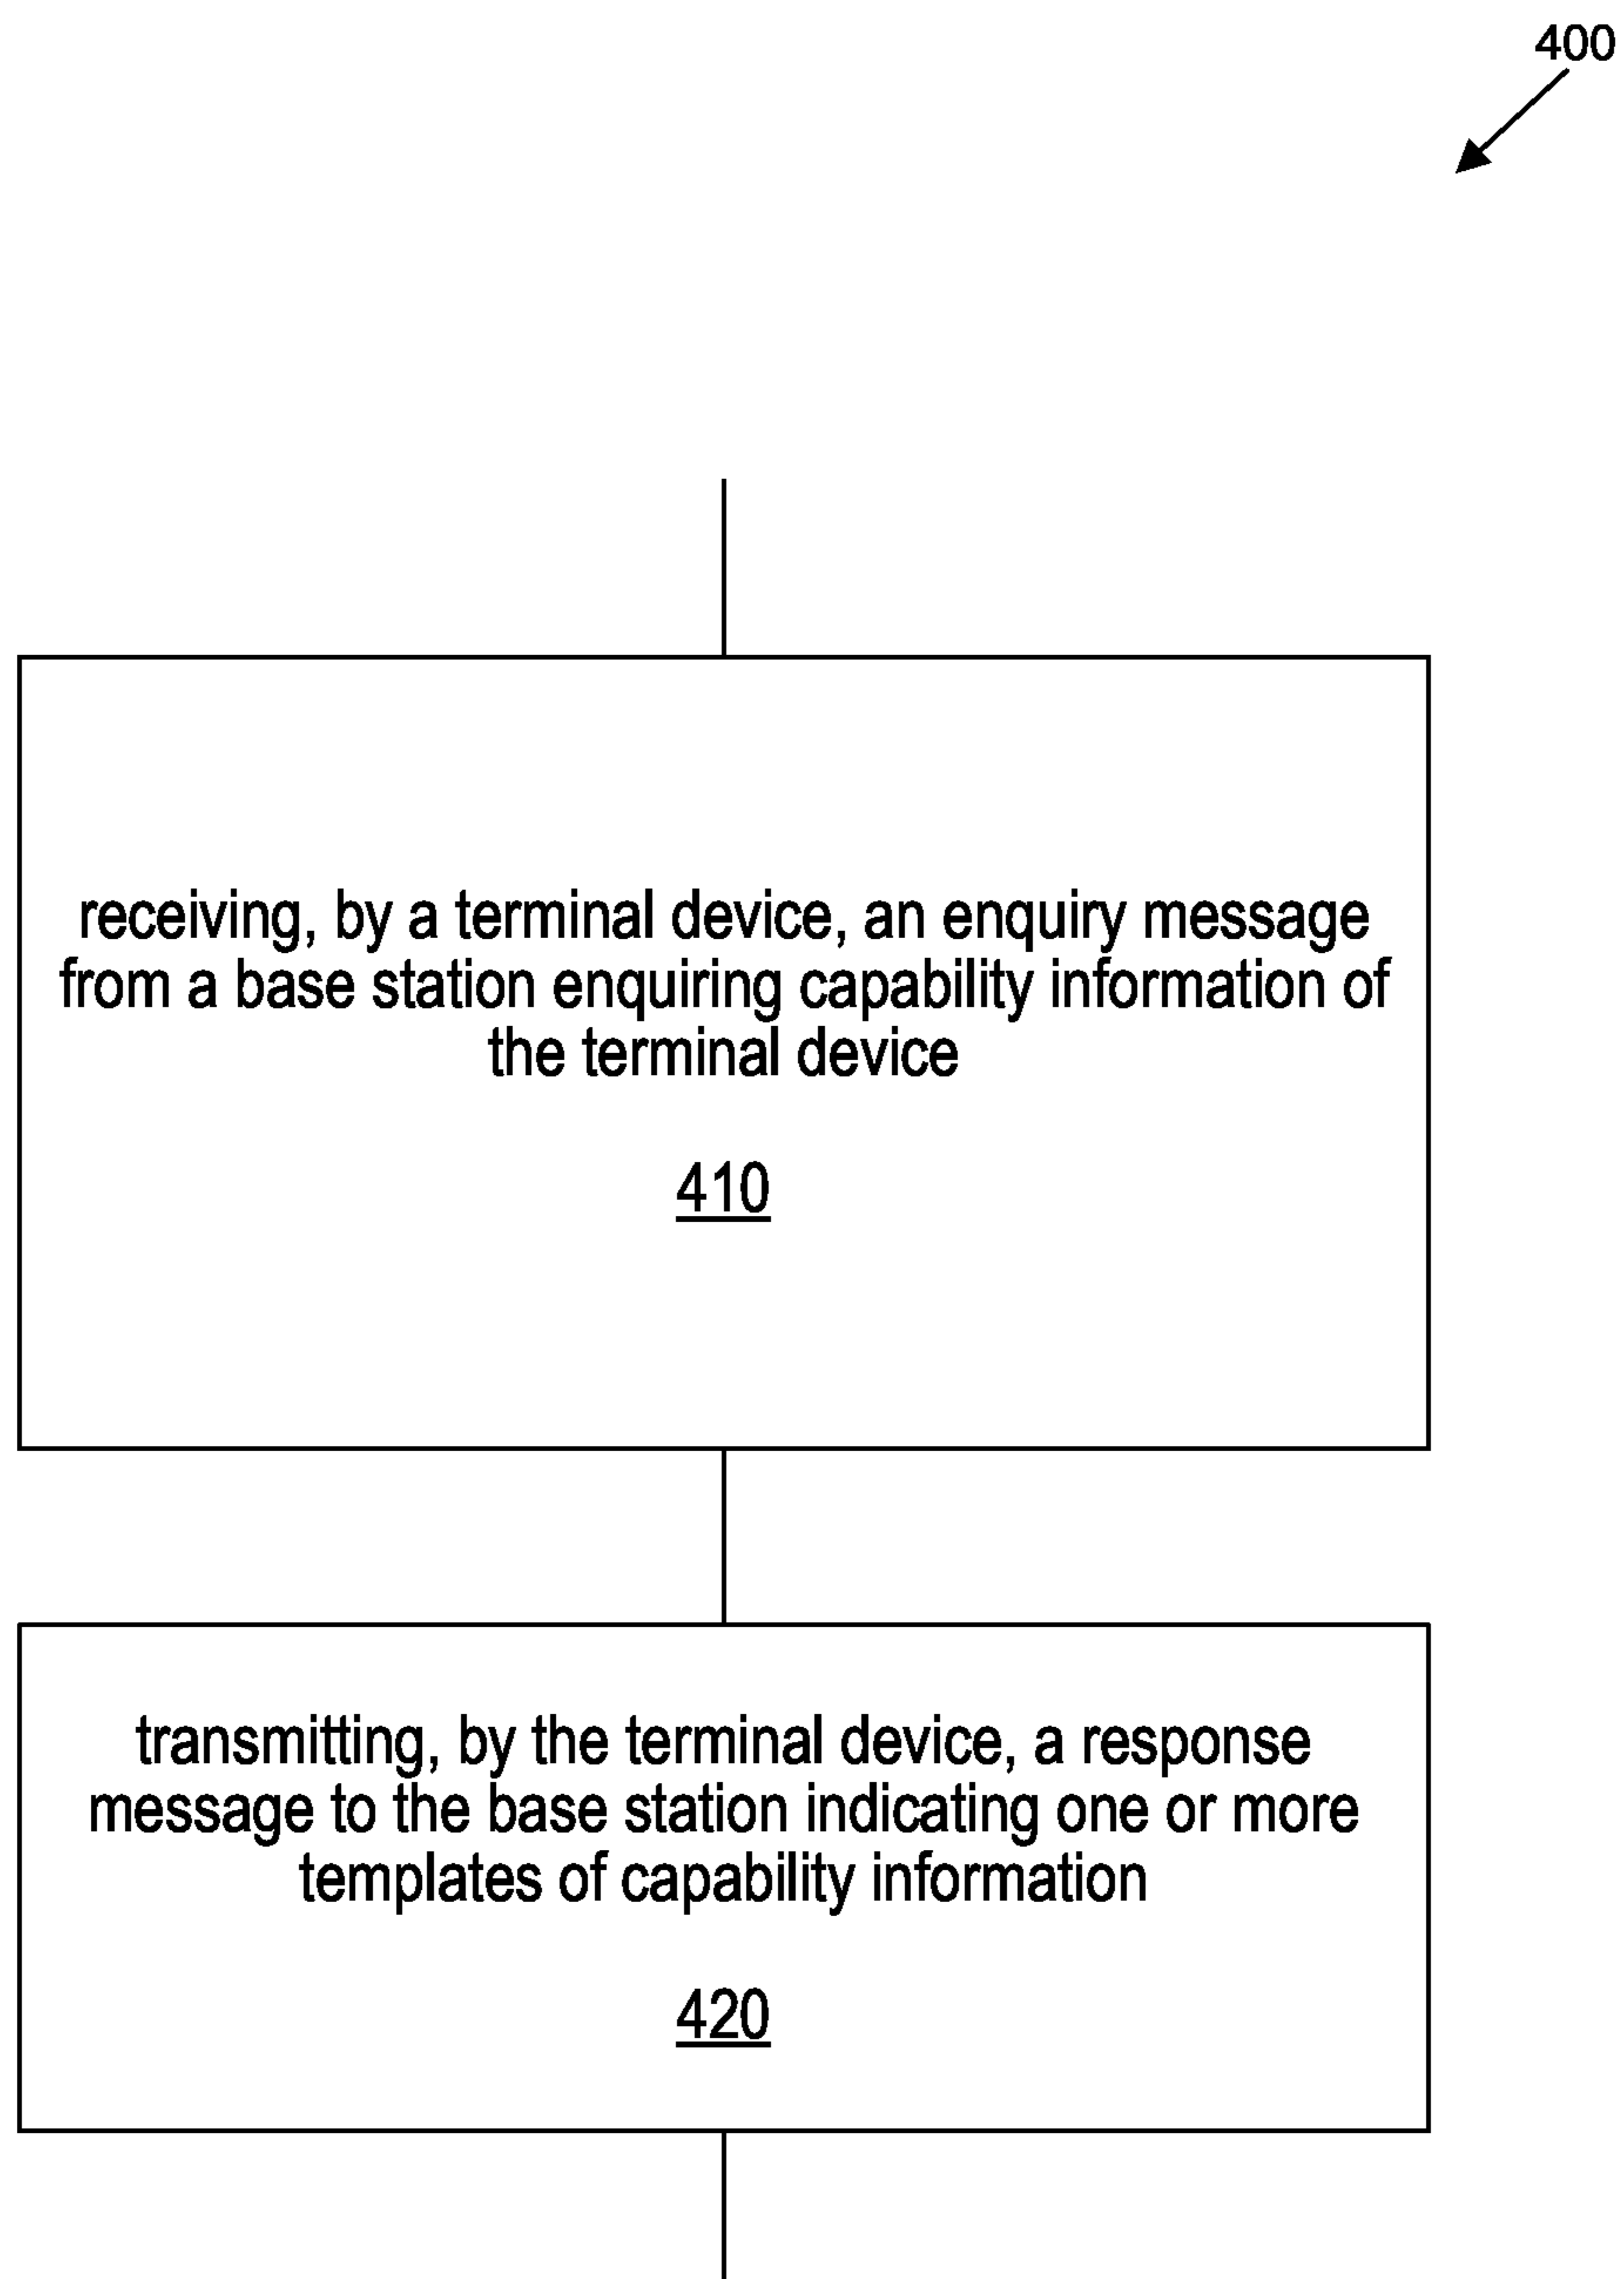 400
receiving, by a terminal device, an enquiry message
from a base station enquiring capability information of
the terminal device
410
transmitting, by the terminal device, a response
message to the base station indicating one or more
templates of capability information
420